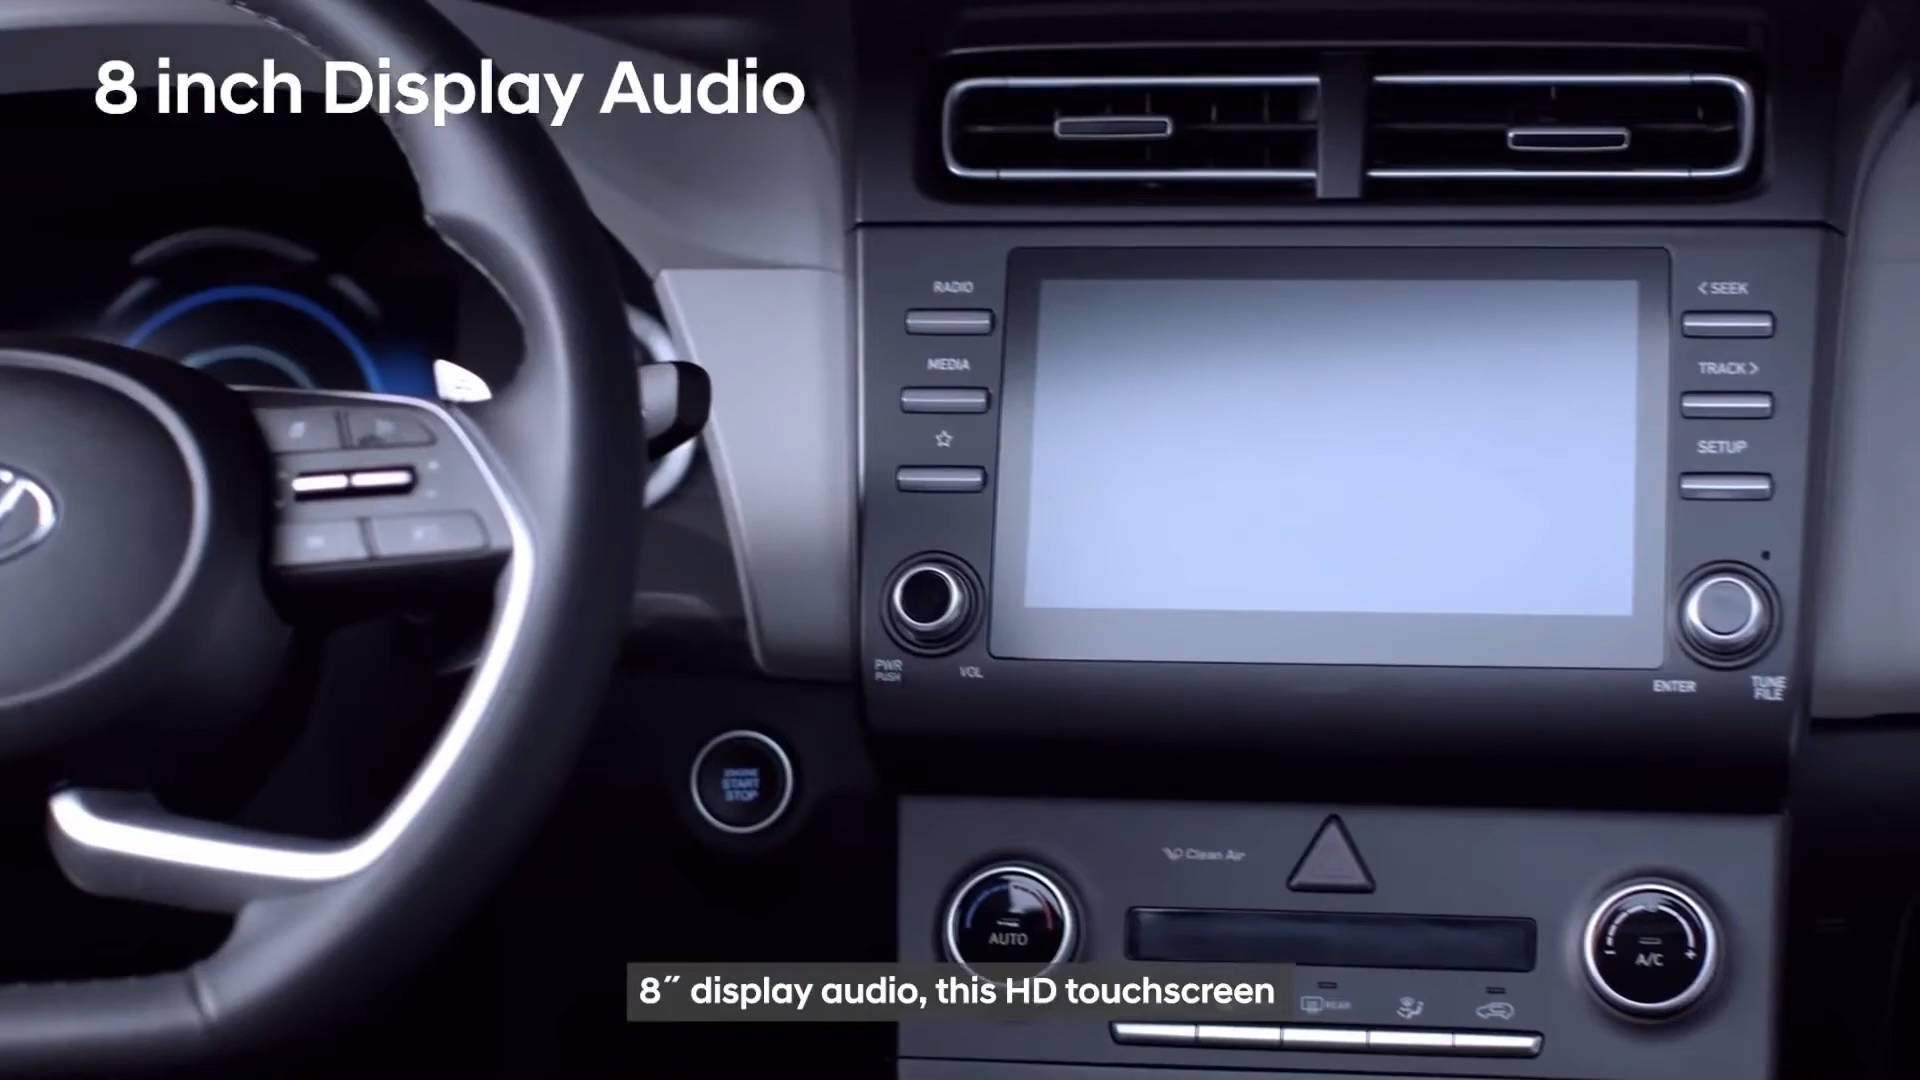 8 inch Display Audio
RADIO
MEDIA
< SEEK
TRACK >
SETUP
PWR
PUSH
VOL
ENTER
TUNE
FILE
ENGINE
START
STOP
Clean Air
AUTO
A/C
REAR
8˝ display audio, this HD touchscreen